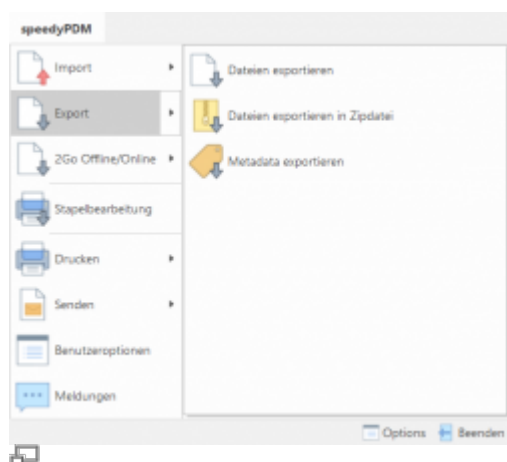 speedyPDM
Import
Export
2Go Offline/Online
Stapelbearbeitung
Drucken
Senden
Benutzeroptionen
Meldungen
Dateien exportieren
Dateien exportieren in Zipdatei
Metadata exportieren
Options
Beenden